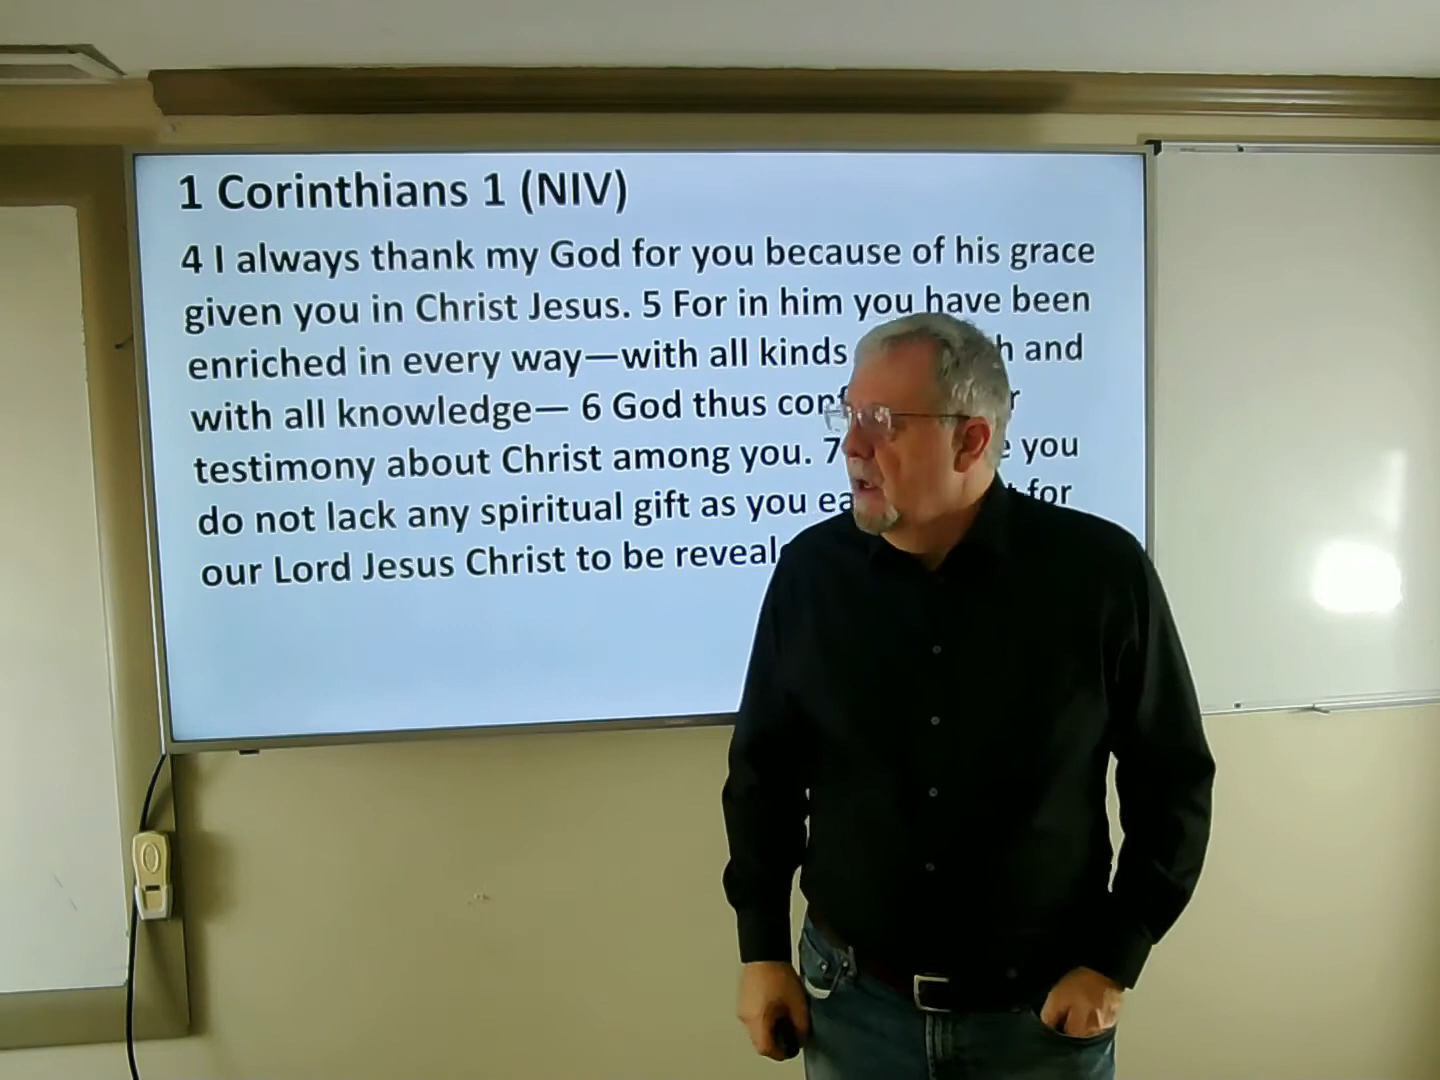 1 Corinthians 1 (NIV)
4 I always thank my God for you because of his grace
given you in Christ Jesus. 5 For in him you have been
enriched in every way—with all kinds and
with all knowledge— 6 God thus
testimony about Christ among you. 7 you
do not lack any spiritual gift as you for
our Lord Jesus Christ to be